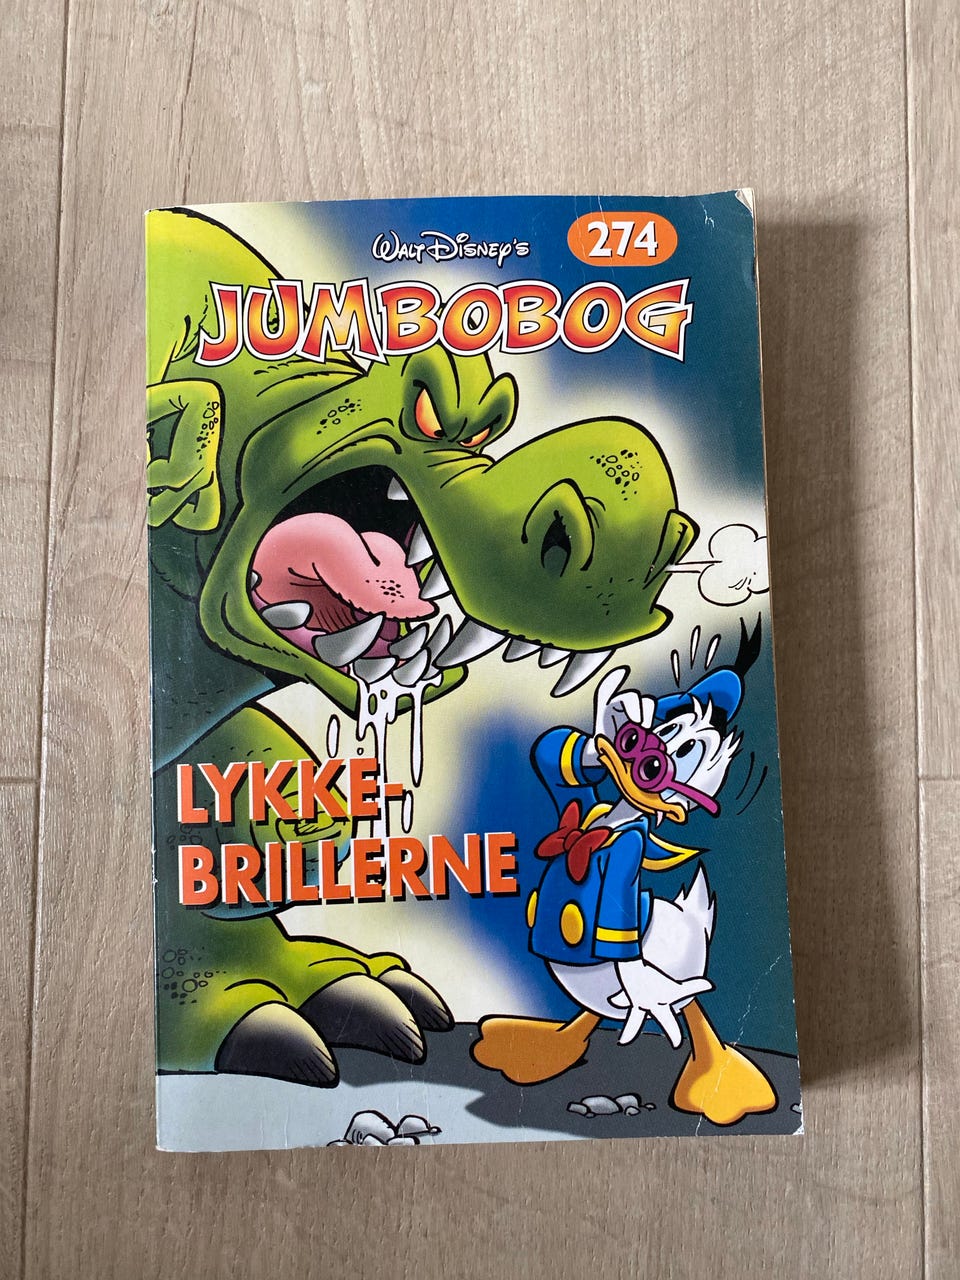 Walt Disney's
274
JUMBOBOG
LYKKE-
BRILLERNE